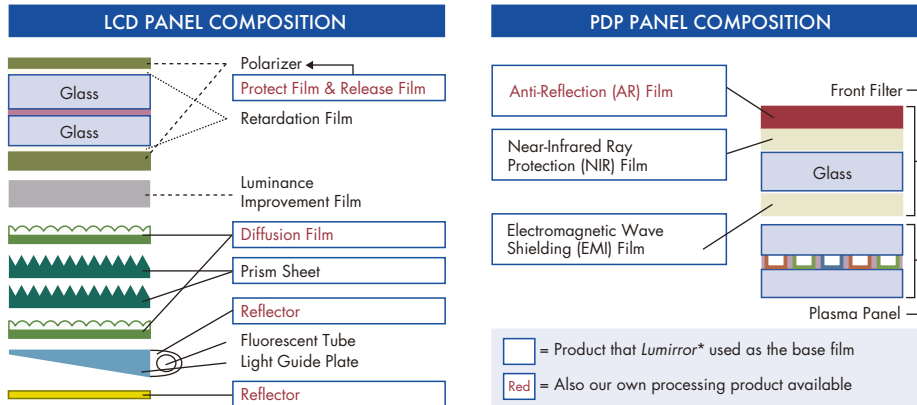 LCD PANEL COMPOSITION
Polarizer
Protect Film & Release Film
Glass
Glass
Retardation Film
Luminance
Improvement Film
Diffusion Film
Prism Sheet
Reflector
Fluorescent Tube
Light Guide Plate
Reflector
PDP PANEL COMPOSITION
Anti-Reflection (AR) Film
Front Filter
Near-Infrared Ray
Protection (NIR) Film
Glass
Electromagnetic Wave
Shielding (EMI) Film
Plasma Panel
= Product that Lumirror* used as the base film
Red = Also our own processing product available